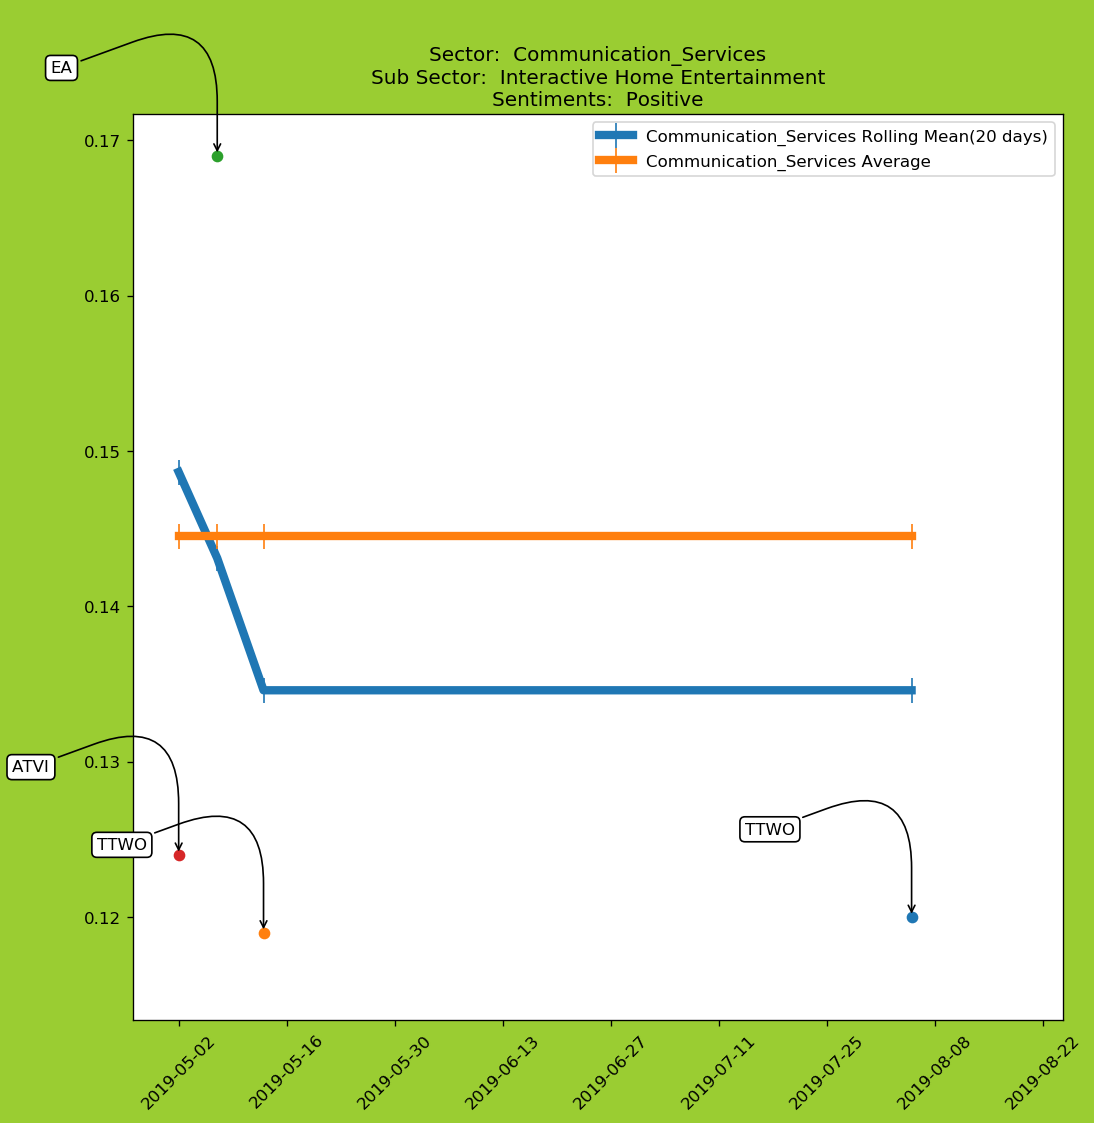 EA
Sector:  Communication_Services
Sub Sector:  Interactive Home Entertainment
Sentiments:  Positive
Communication_Services Rolling Mean(20 days)
Communication_Services Average
0.17
0.16
0.15
0.14
0.13
0.12
ATVI
TTWO
TTWO
2019-05-02
2019-05-16
2019-05-30
2019-06-13
2019-06-27
2019-07-11
2019-07-25
2019-08-08
2019-08-22